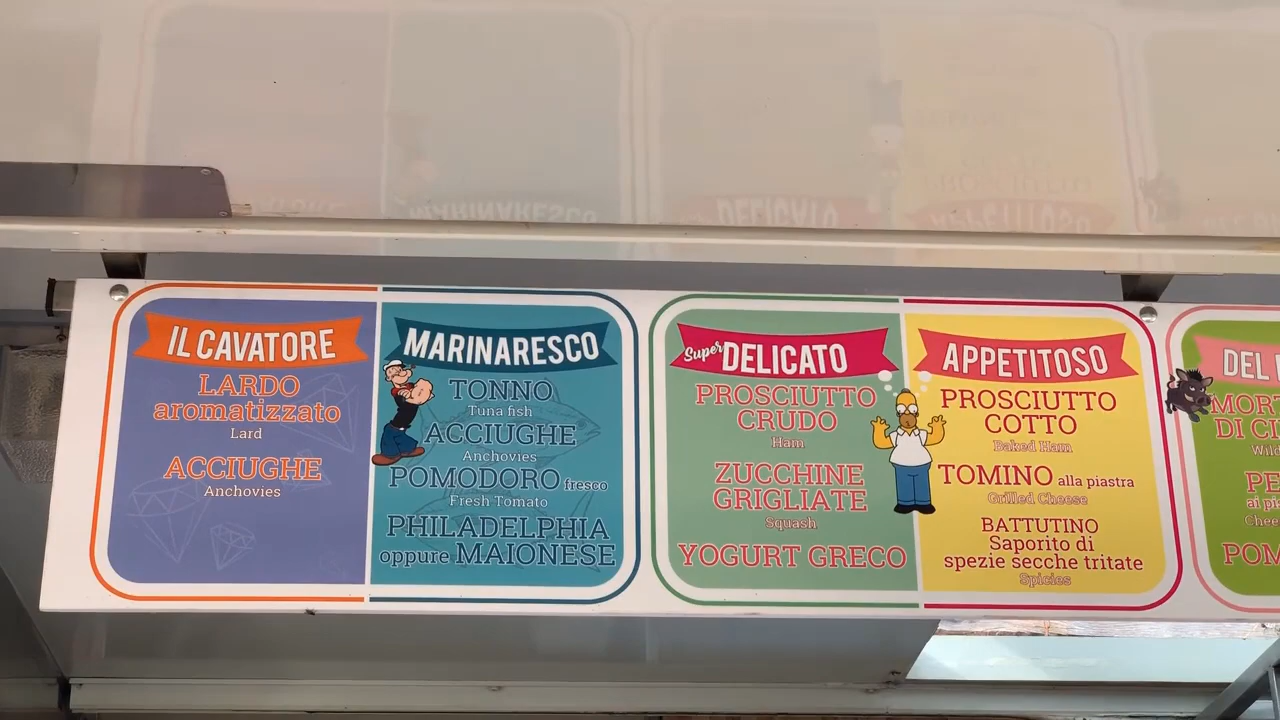 IL CAVATORE
LARDO
aromatizzato
Lard
ACCIUGHE
Anchovies
MARINARESCO
TONNO
Tuna fish
ACCIUGHE
Anchovies
POMODORO fresco
Fresh Tomato
PHILADELPHIA
oppure MAIONESE
Super DELICATO
PROSCIUTTO
CRUDO
Ham
ZUCCHINE
GRIGLIATE
Squash
YOGURT GRECO
APPETITOSO
PROSCIUTTO
COTTO
Baked Ham
TOMINO alla piastra
Grilled Cheese
BATTUTINO
Saporito di
spezie secche tritate
Spicies
DEL